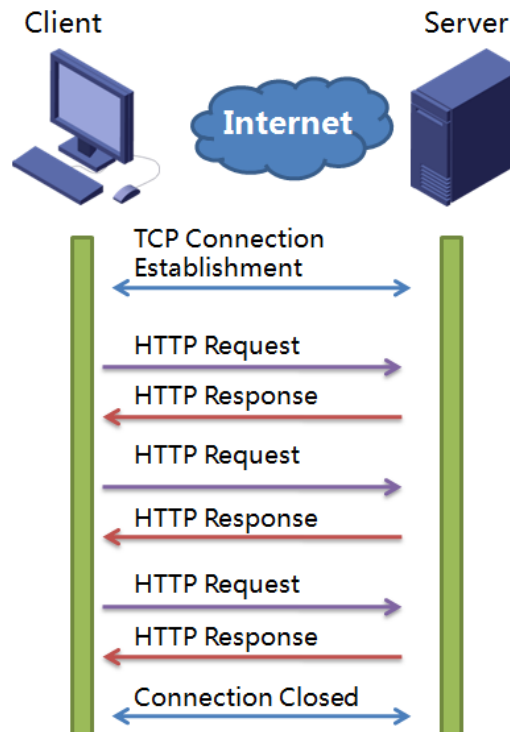 Client
Server
Internet
TCP Connection
Establishment
HTTP Request
HTTP Response
HTTP Request
HTTP Response
HTTP Request
HTTP Response
Connection Closed